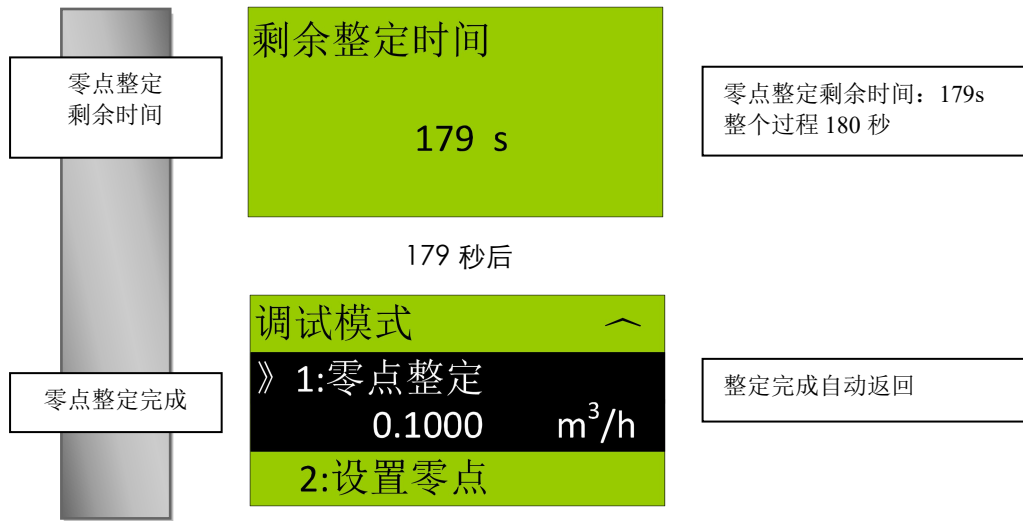 零点整定
剩余时间
剩余整定时间
179 s
零点整定剩余时间：179s
整个过程 180 秒
179 秒后
零点整定完成
调试模式 ︿
》1:零点整定
0.1000 m³/h
2:设置零点
整定完成自动返回